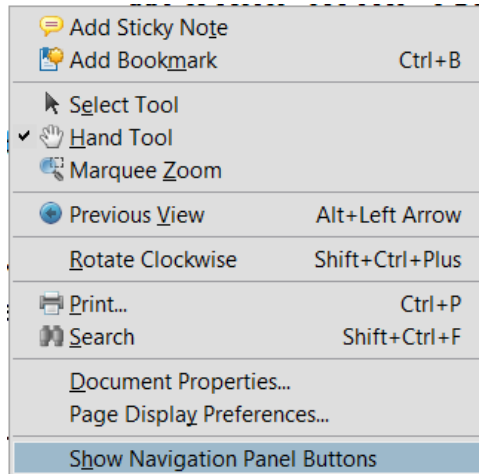 Add Sticky Note
Add Bookmark Ctrl+B
Select Tool
Hand Tool
Marquee Zoom
Previous View Alt+Left Arrow
Rotate Clockwise Shift+Ctrl+Plus
Print... Ctrl+P
Search Shift+Ctrl+F
Document Properties...
Page Display Preferences...
Show Navigation Panel Buttons